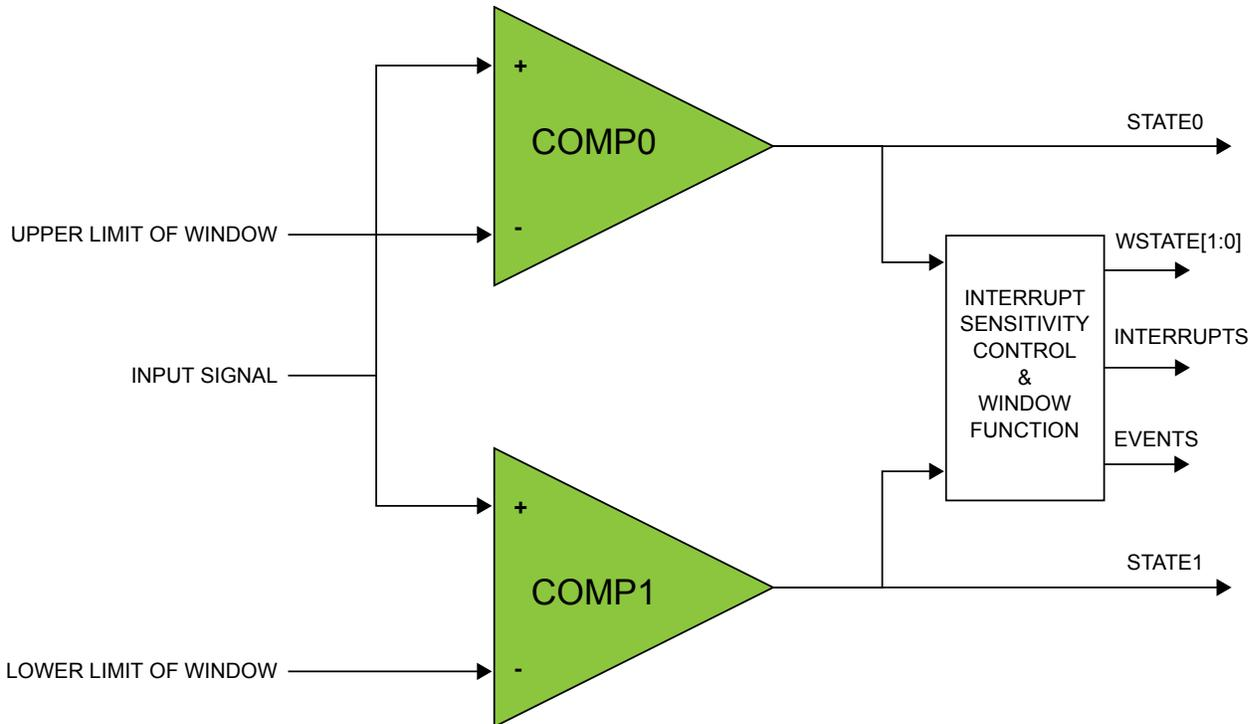 +
COMP0
STATE0
UPPER LIMIT OF WINDOW
-
WSTATE[1:0]
INTERRUPT
SENSITIVITY
CONTROL
&
WINDOW
FUNCTION
INTERRUPTS
INPUT SIGNAL
EVENTS
+
COMP1
STATE1
LOWER LIMIT OF WINDOW
-